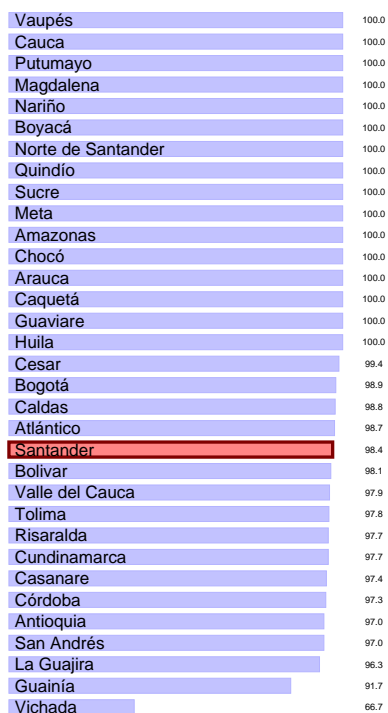 Vaupés 100.0
Cauca 100.0
Putumayo 100.0
Magdalena 100.0
Nariño 100.0
Boyacá 100.0
Norte de Santander 100.0
Quindío 100.0
Sucre 100.0
Meta 100.0
Amazonas 100.0
Chocó 100.0
Arauca 100.0
Caquetá 100.0
Guaviare 100.0
Huila 100.0
Cesar 99.4
Bogotá 98.9
Caldas 98.8
Atlántico 98.7
Santander 98.4
Bolivar 98.1
Valle del Cauca 97.9
Tolima 97.8
Risaralda 97.7
Cundinamarca 97.7
Casanare 97.4
Córdoba 97.3
Antioquia 97.0
San Andrés 97.0
La Guajira 96.3
Guainía 91.7
Vichada 66.7